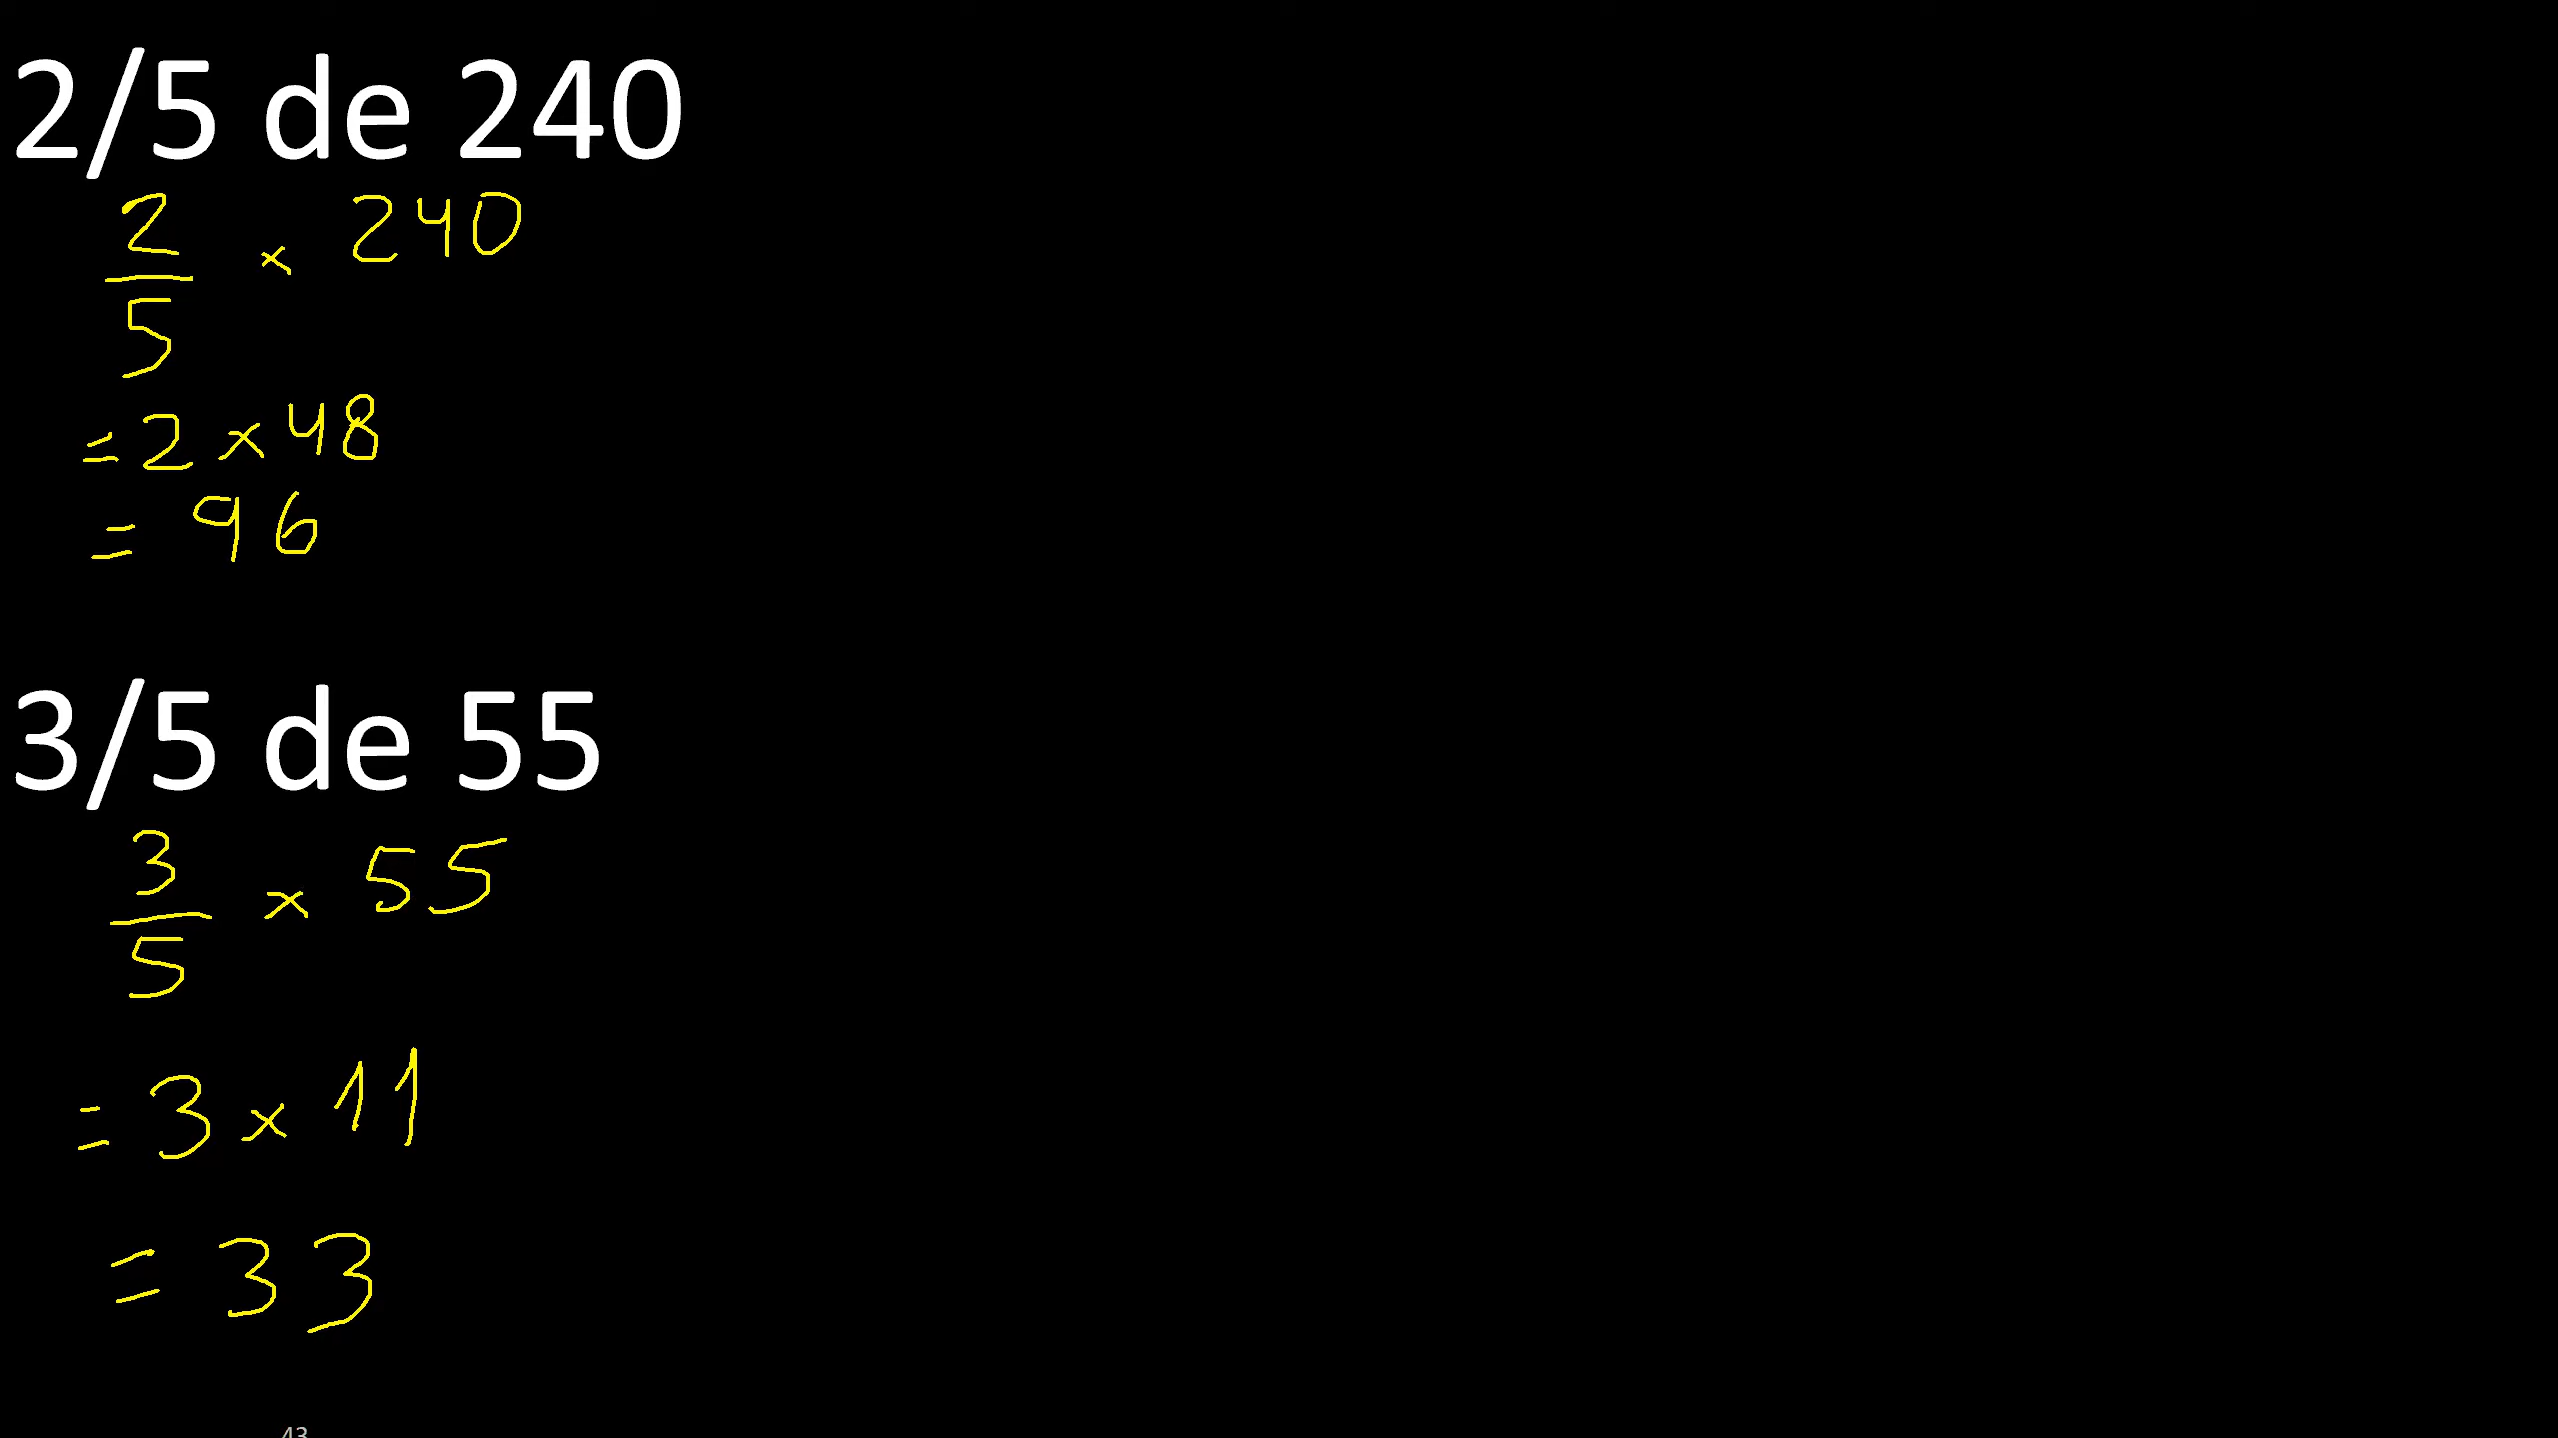 2/5 de 240
2/5 × 240
= 2 × 48
= 96
3/5 de 55
3/5 × 55
= 3 × 11
= 33
43